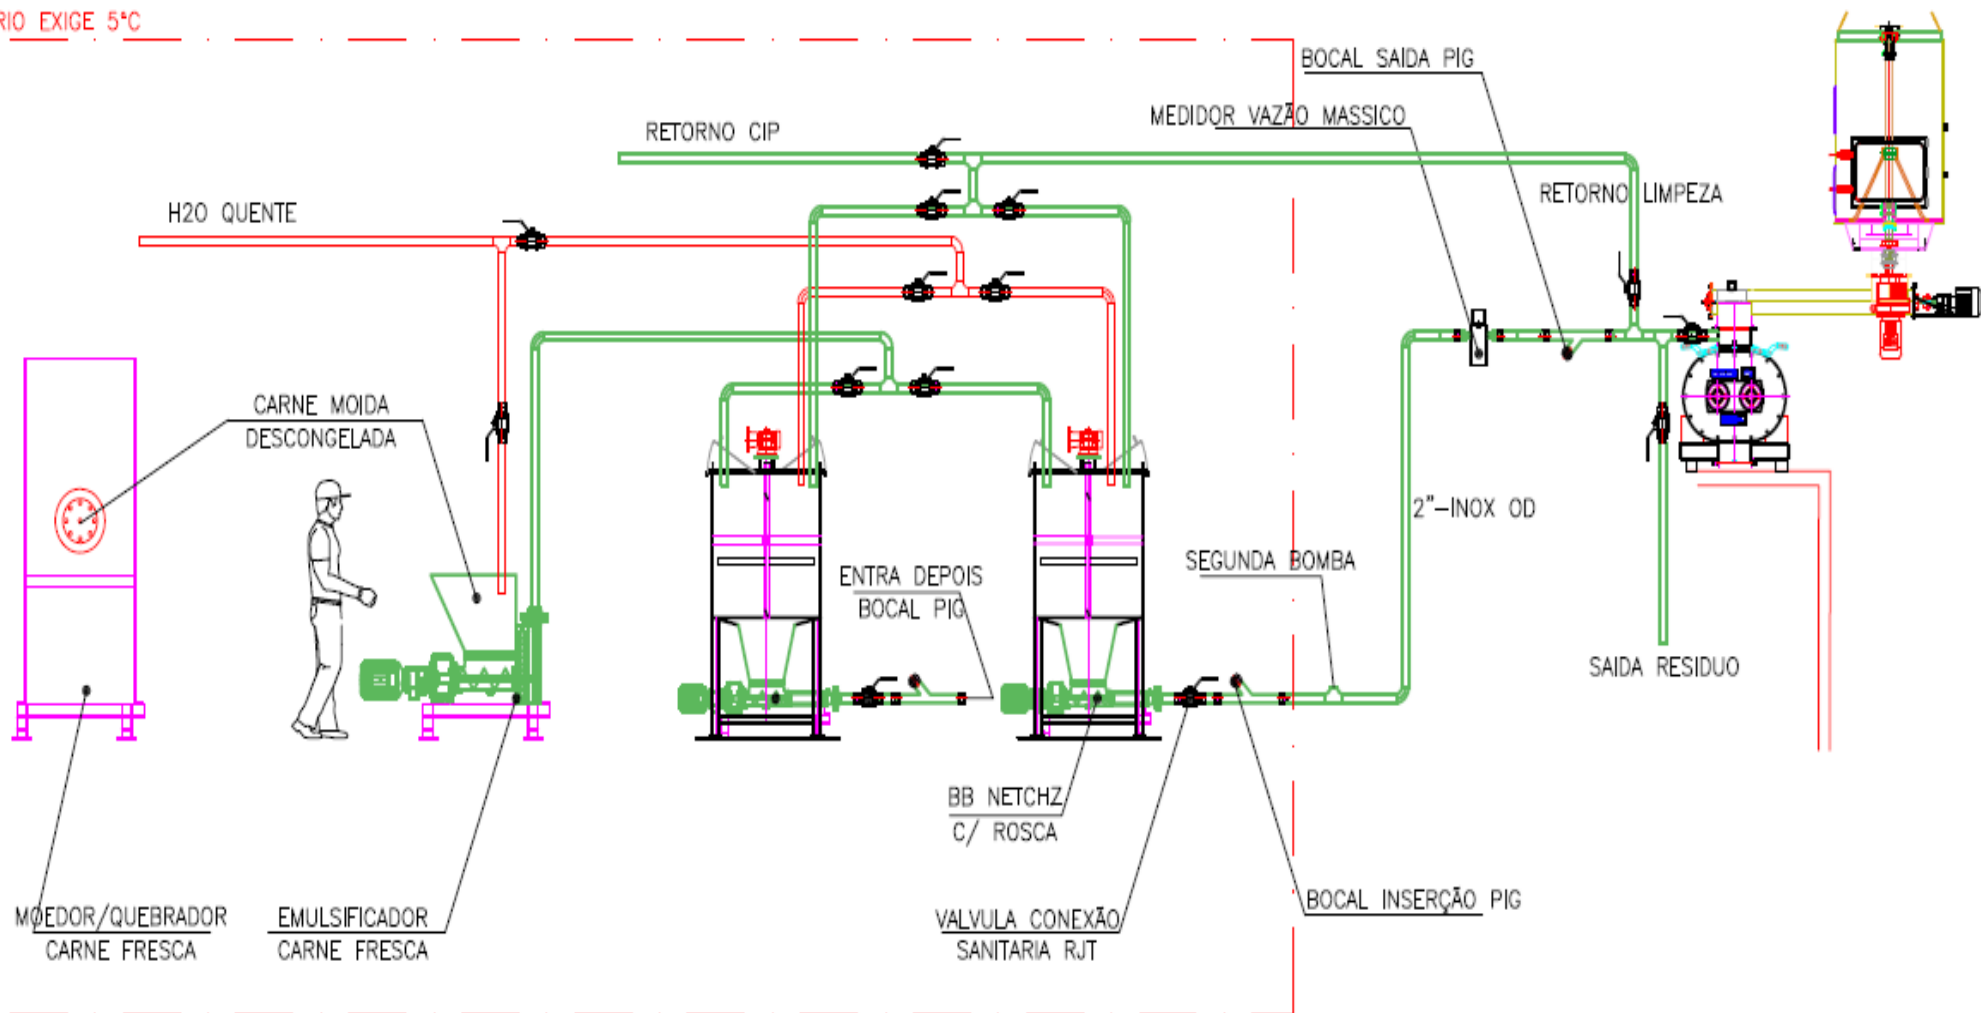 RIO EXIGE 5°C
BOCAL SAIDA PIG
MEDIDOR VAZÃO MASSICO
RETORNO CIP
RETORNO LIMPEZA
H2O QUENTE
CARNE MOIDA
DESCONGELADA
2"-INOX OD
SEGUNDA BOMBA
ENTRA DEPOIS
BOCAL PIG
SAIDA RESIDUO
BB NETCHZ
C/ ROSCA
BOCAL INSERÇÃO PIG
MOEDOR/QUEBRADOR
CARNE FRESCA
EMULSIFICADOR
CARNE FRESCA
VALVULA CONEXÃO
SANITARIA RJT